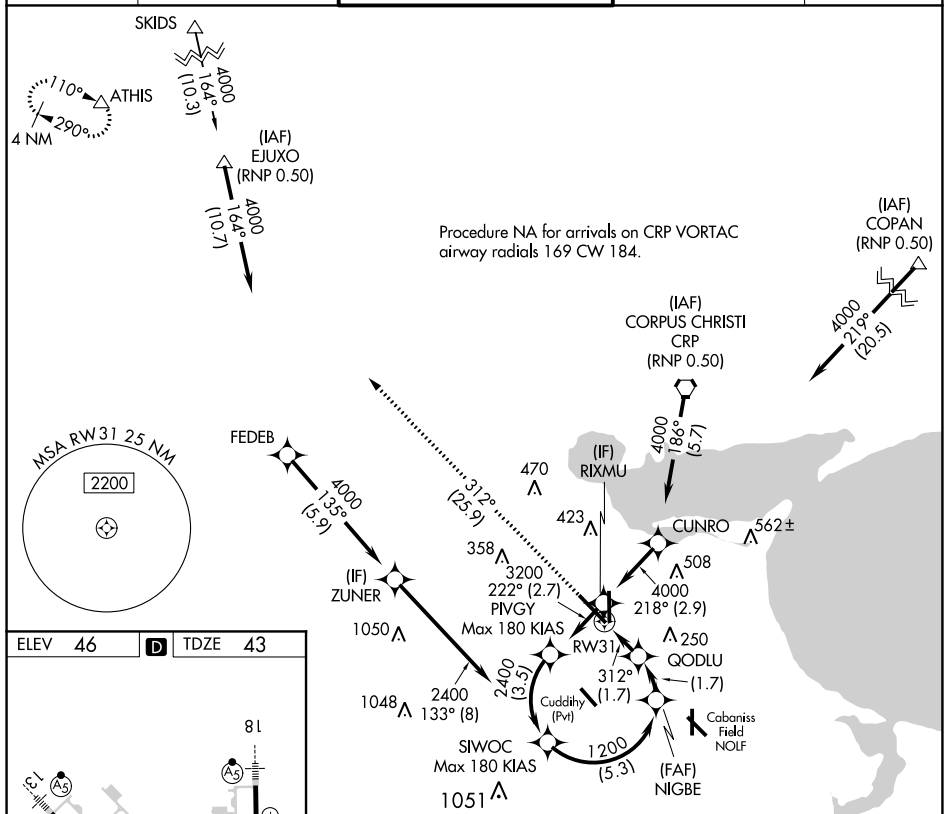 SKIDS
4000
164°
(10.3)
110°
ATHIS
290°
4 NM
(IAF)
EJUXO
(RNP 0.50)
4000
164°
(10.7)
Procedure NA for arrivals on CRP VORTAC
airway radials 169 CW 184.
(IAF)
COPAN
(RNP 0.50)
4000
219°
(20.5)
(IAF)
CORPUS CHRISTI
CRP
(RNP 0.50)
4000
186°
(5.7)
MSA RW31 25 NM
2200
FEDEB
4000
135°
(5.9)
312°
(25.9)
(IF)
RIXMU
470
423
CUNRO
562±
358
508
(IF)
ZUNER
3200
222° (2.7)
4000
218° (2.9)
PIVGY
Max 180 KIAS
1050
RW31
250
QODLU
312°
(1.7)
(1.7)
2400
(3.5)
1048
2400
133° (8)
Cuddihy
(Pvt)
Cabaniss
Field
NOLF
SIWOC
Max 180 KIAS
1200
(5.3)
(FAF)
NIGBE
1051
ELEV 46
D
TDZE 43
18
13
A5
A5